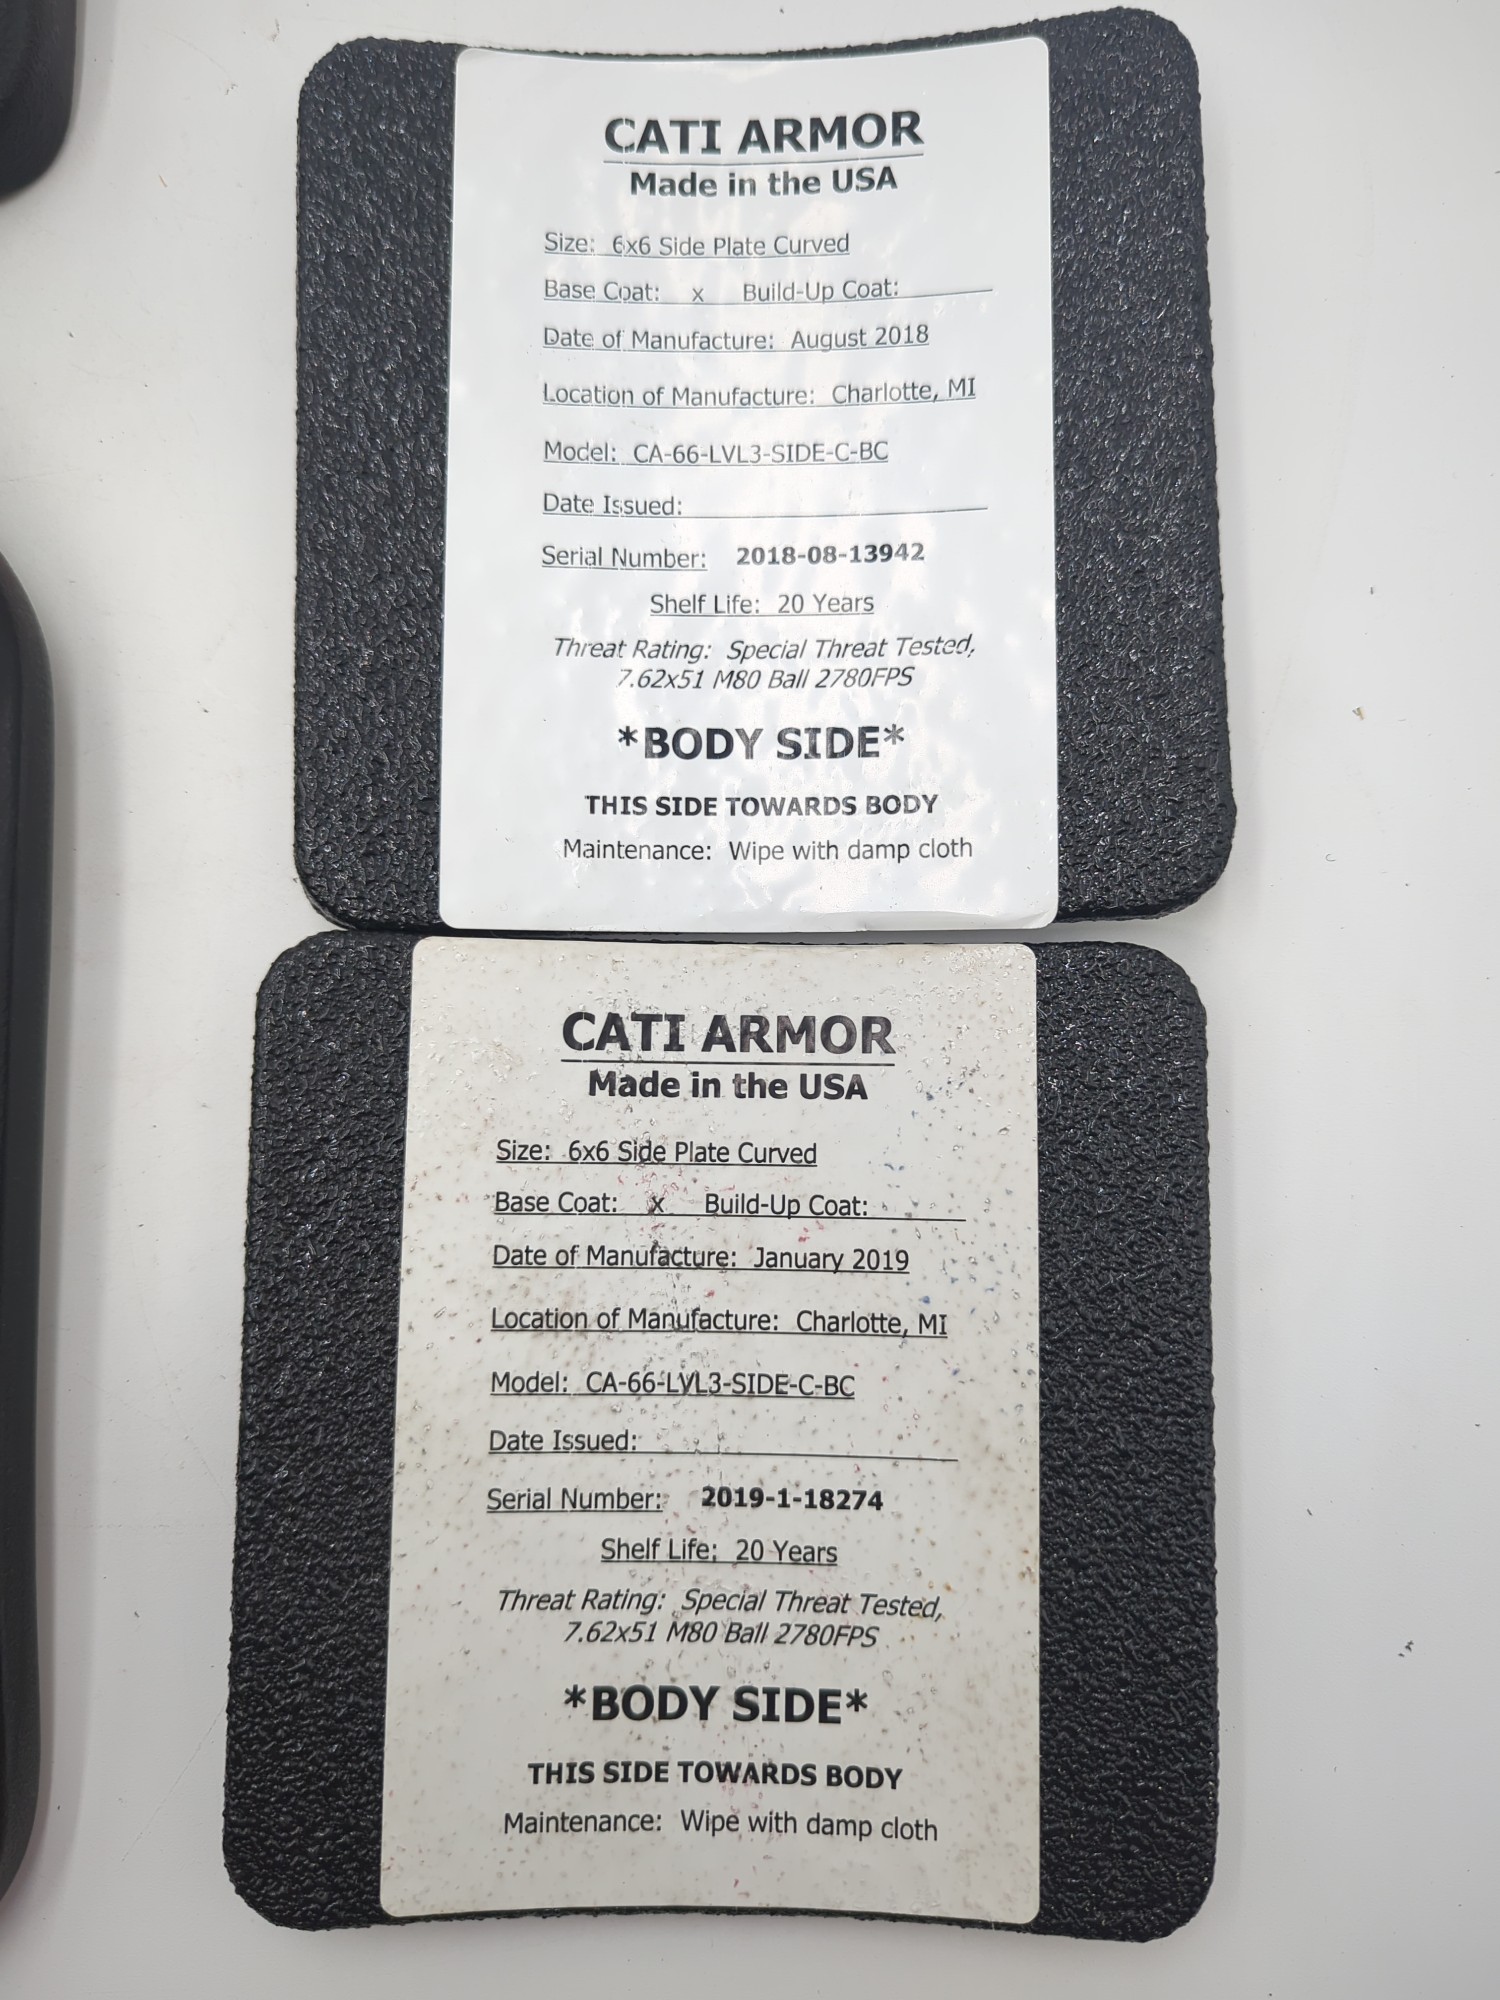 CATI ARMOR
Made in the USA
Size: 6x6 Side Plate Curved
Base Coat: x Build-Up Coat:
Date of Manufacture: August 2018
Location of Manufacture: Charlotte, MI
Model: CA-66-LVL3-SIDE-C-BC
Date Issued:
Serial Number: 2018-08-13942
Shelf Life: 20 Years
Threat Rating: Special Threat Tested,
7.62x51 M80 Ball 2780FPS
*BODY SIDE*
THIS SIDE TOWARDS BODY
Maintenance: Wipe with damp cloth
CATI ARMOR
Made in the USA
Size: 6x6 Side Plate Curved
Base Coat: x Build-Up Coat:
Date of Manufacture: January 2019
Location of Manufacture: Charlotte, MI
Model: CA-66-LVL3-SIDE-C-BC
Date Issued:
Serial Number: 2019-1-18274
Shelf Life: 20 Years
Threat Rating: Special Threat Tested,
7.62x51 M80 Ball 2780FPS
*BODY SIDE*
THIS SIDE TOWARDS BODY
Maintenance: Wipe with damp cloth